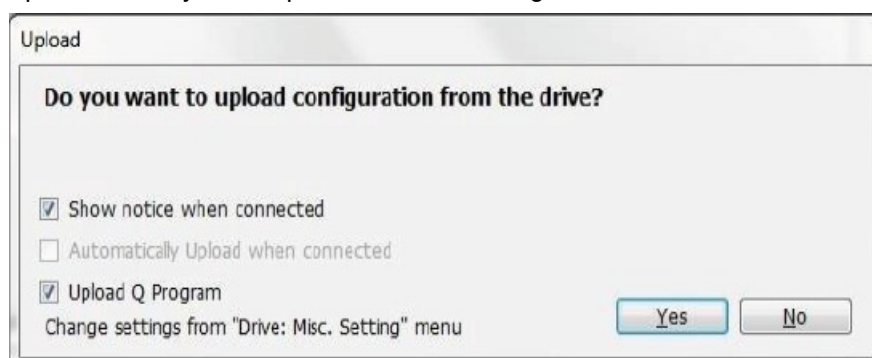 Upload
Do you want to upload configuration from the drive?
Show notice when connected
Automatically Upload when connected
Upload Q Program
Change settings from "Drive: Misc. Setting" menu
Yes
No